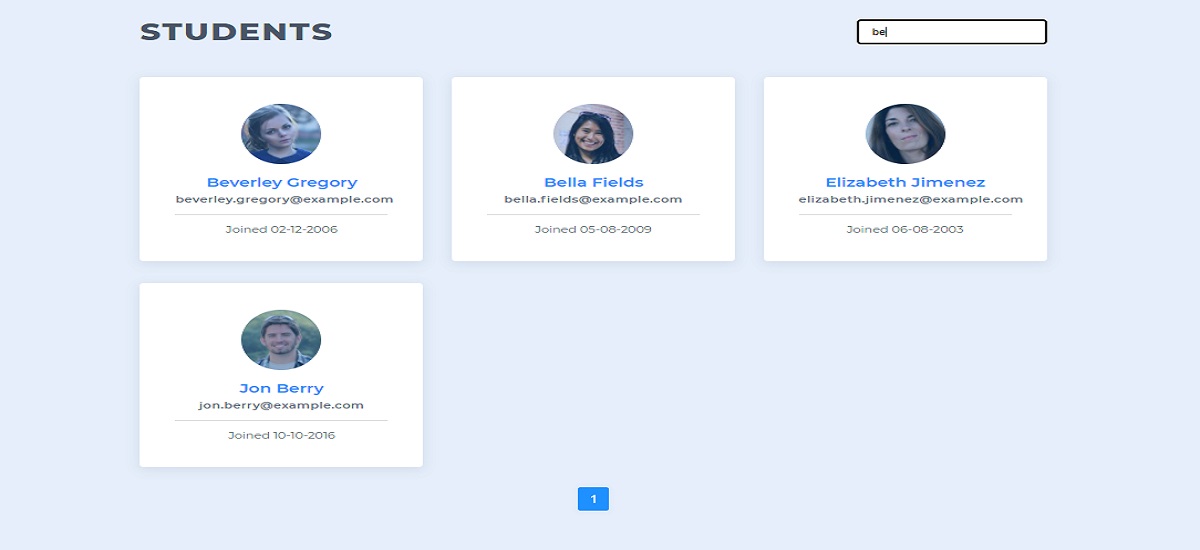 STUDENTS
be
Beverley Gregory
beverley.gregory@example.com
Joined 02-12-2006
Bella Fields
bella.fields@example.com
Joined 05-08-2009
Elizabeth Jimenez
elizabeth.jimenez@example.com
Joined 06-08-2003
Jon Berry
jon.berry@example.com
Joined 10-10-2016
1